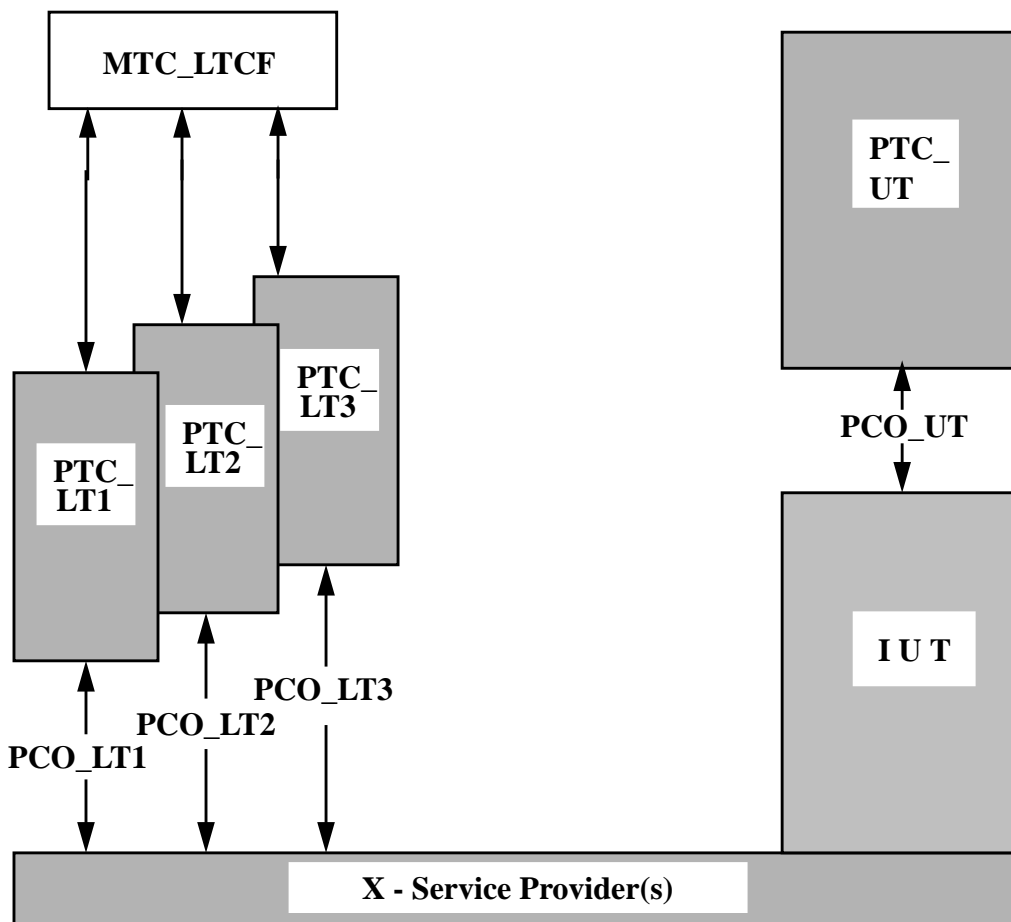 MTC_LTCF
PTC_
UT
PTC_
LT3
PTC_
LT2
PTC_
LT1
PCO_UT
I U T
PCO_LT3
PCO_LT2
PCO_LT1
X - Service Provider(s)